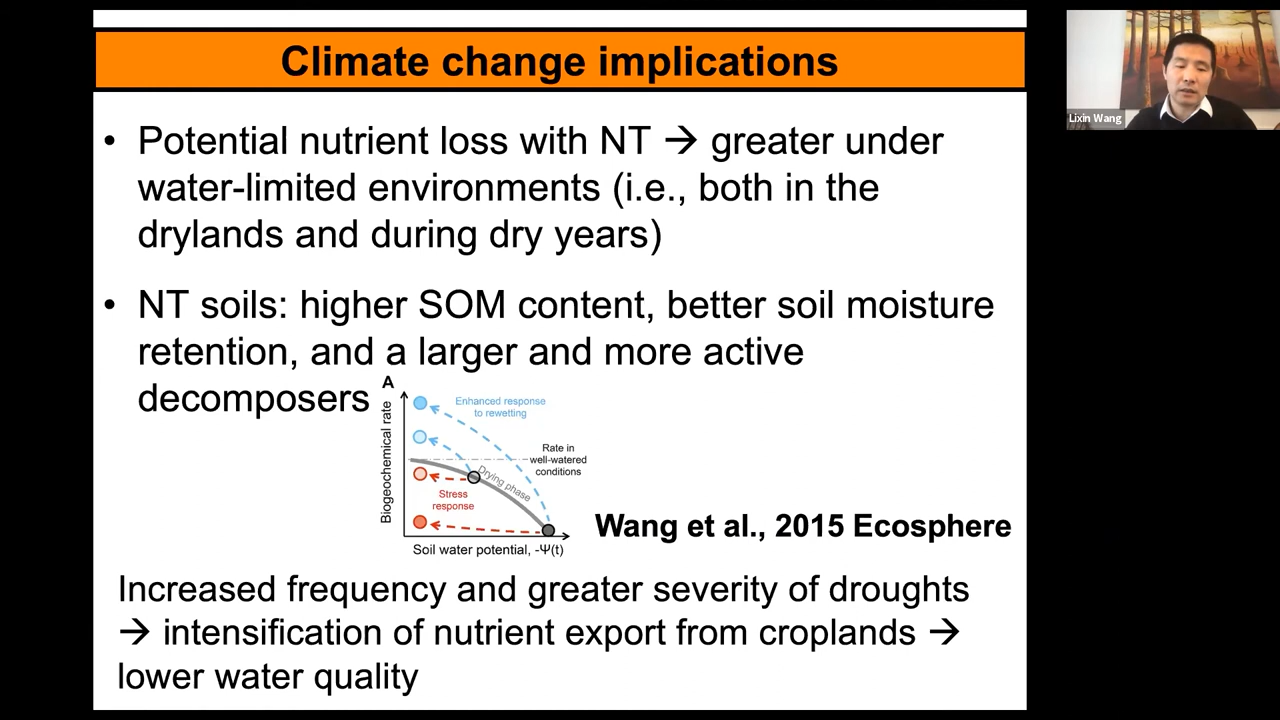 Climate change implications
• Potential nutrient loss with NT → greater under
water-limited environments (i.e., both in the
drylands and during dry years)
• NT soils: higher SOM content, better soil moisture
retention, and a larger and more active
decomposers
A
Biogeochemical rate
Enhanced response
to rewetting
Rate in
well-watered
conditions
Drying phase
Stress
response
Soil water potential, -Ψ(t)
Wang et al., 2015 Ecosphere
Increased frequency and greater severity of droughts
→ intensification of nutrient export from croplands →
lower water quality
Lixin Wang